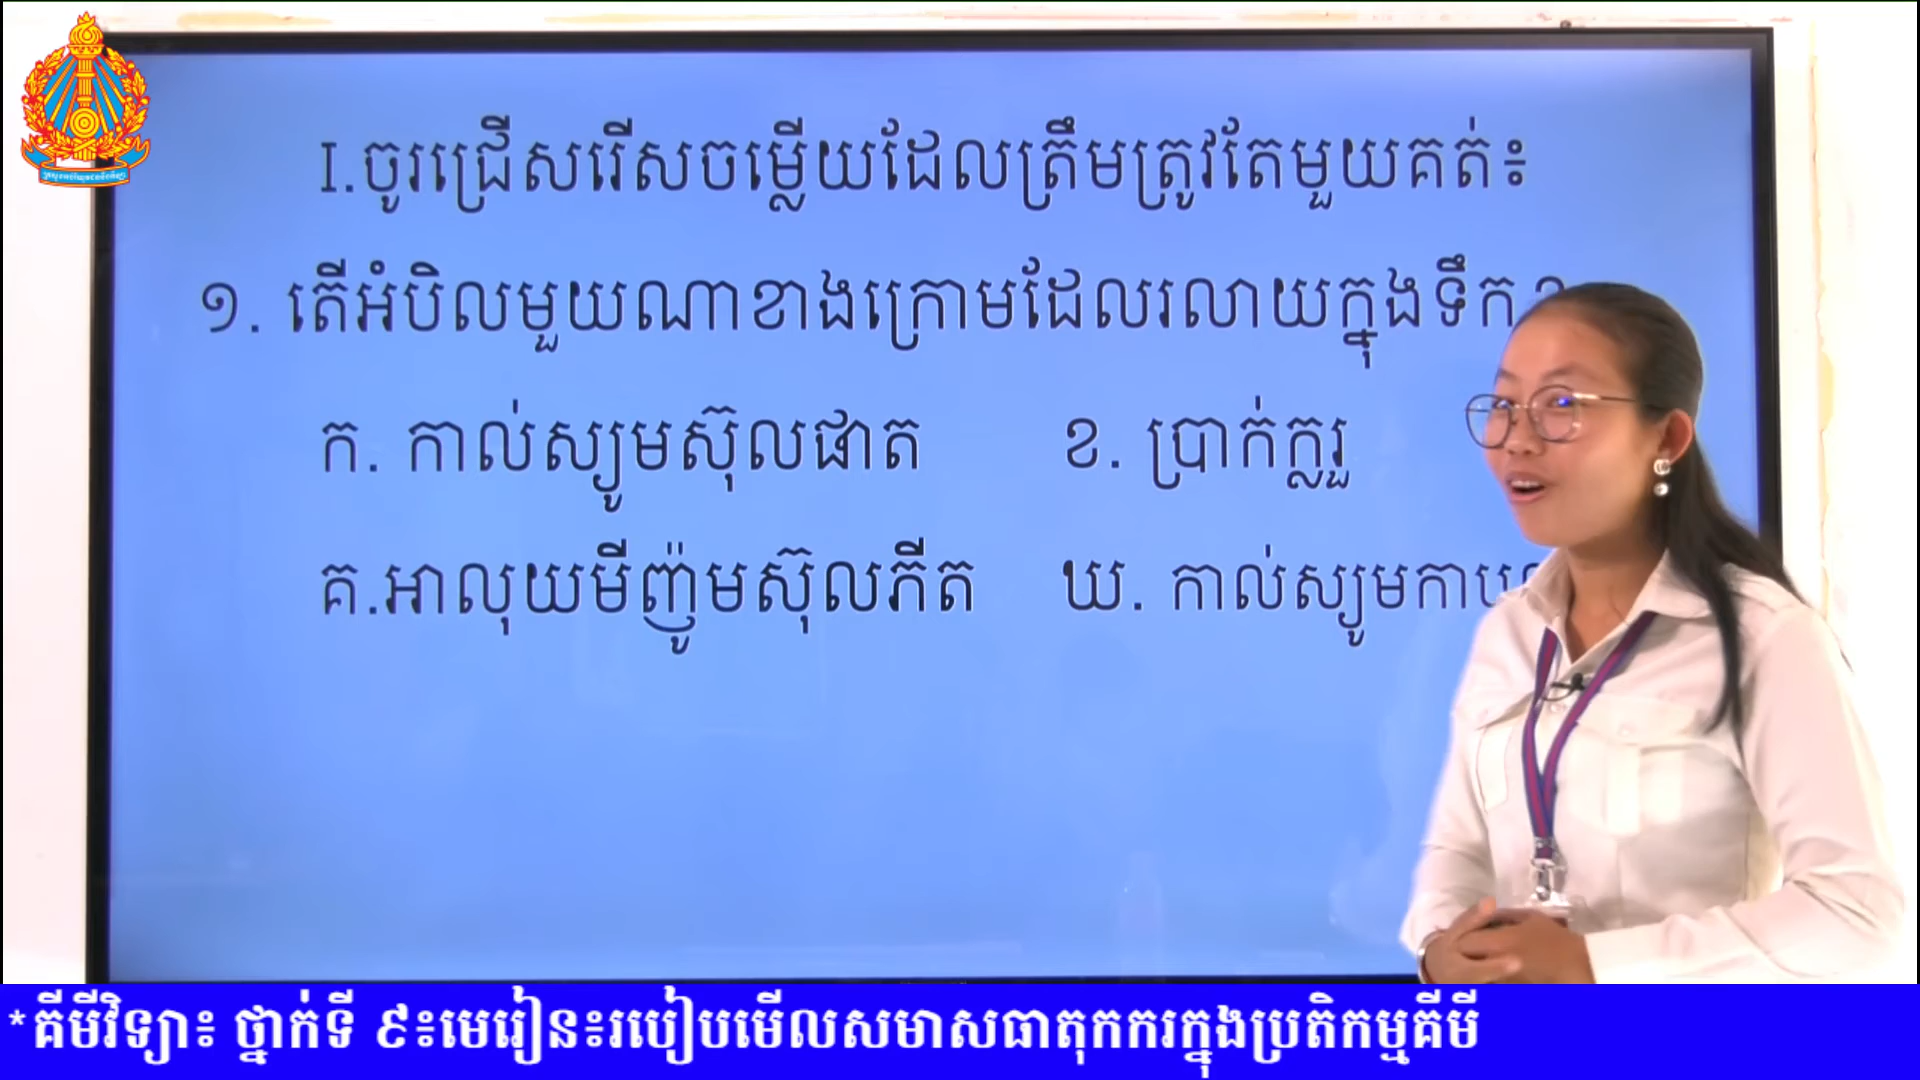 I.ចូរជ្រើសរើសចម្លើយដែលត្រឹមត្រូវតែមួយគត់៖
១. តើអំបិលមួយណាខាងក្រោមដែលរលាយក្នុងទឹក
ក. កាល់ស្យូមស៊ុលផាត
ខ. ប្រាក់ក្លរួ
គ.អាលុយមីញ៉ូមស៊ុលភីត
ឃ. កាល់ស្យូម
*គីមីវិទ្យា៖ ថ្នាក់ទី ៩៖មេរៀន៖របៀបមើលសមាសធាតុកករក្នុងប្រតិកម្មគីមី